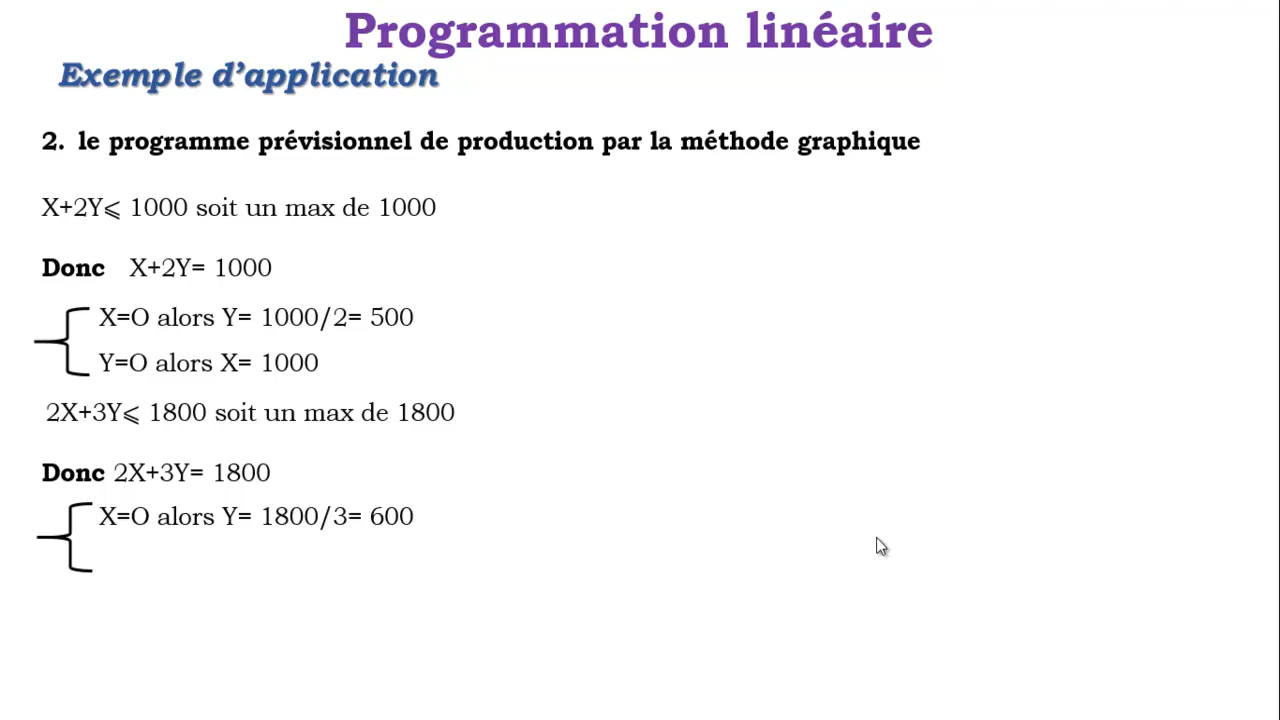 Programmation linéaire
Exemple d’application
2. le programme prévisionnel de production par la méthode graphique
X+2Y⩽ 1000 soit un max de 1000
Donc X+2Y= 1000
X=O alors Y= 1000/2= 500
Y=O alors X= 1000
2X+3Y⩽ 1800 soit un max de 1800
Donc 2X+3Y= 1800
X=O alors Y= 1800/3= 600